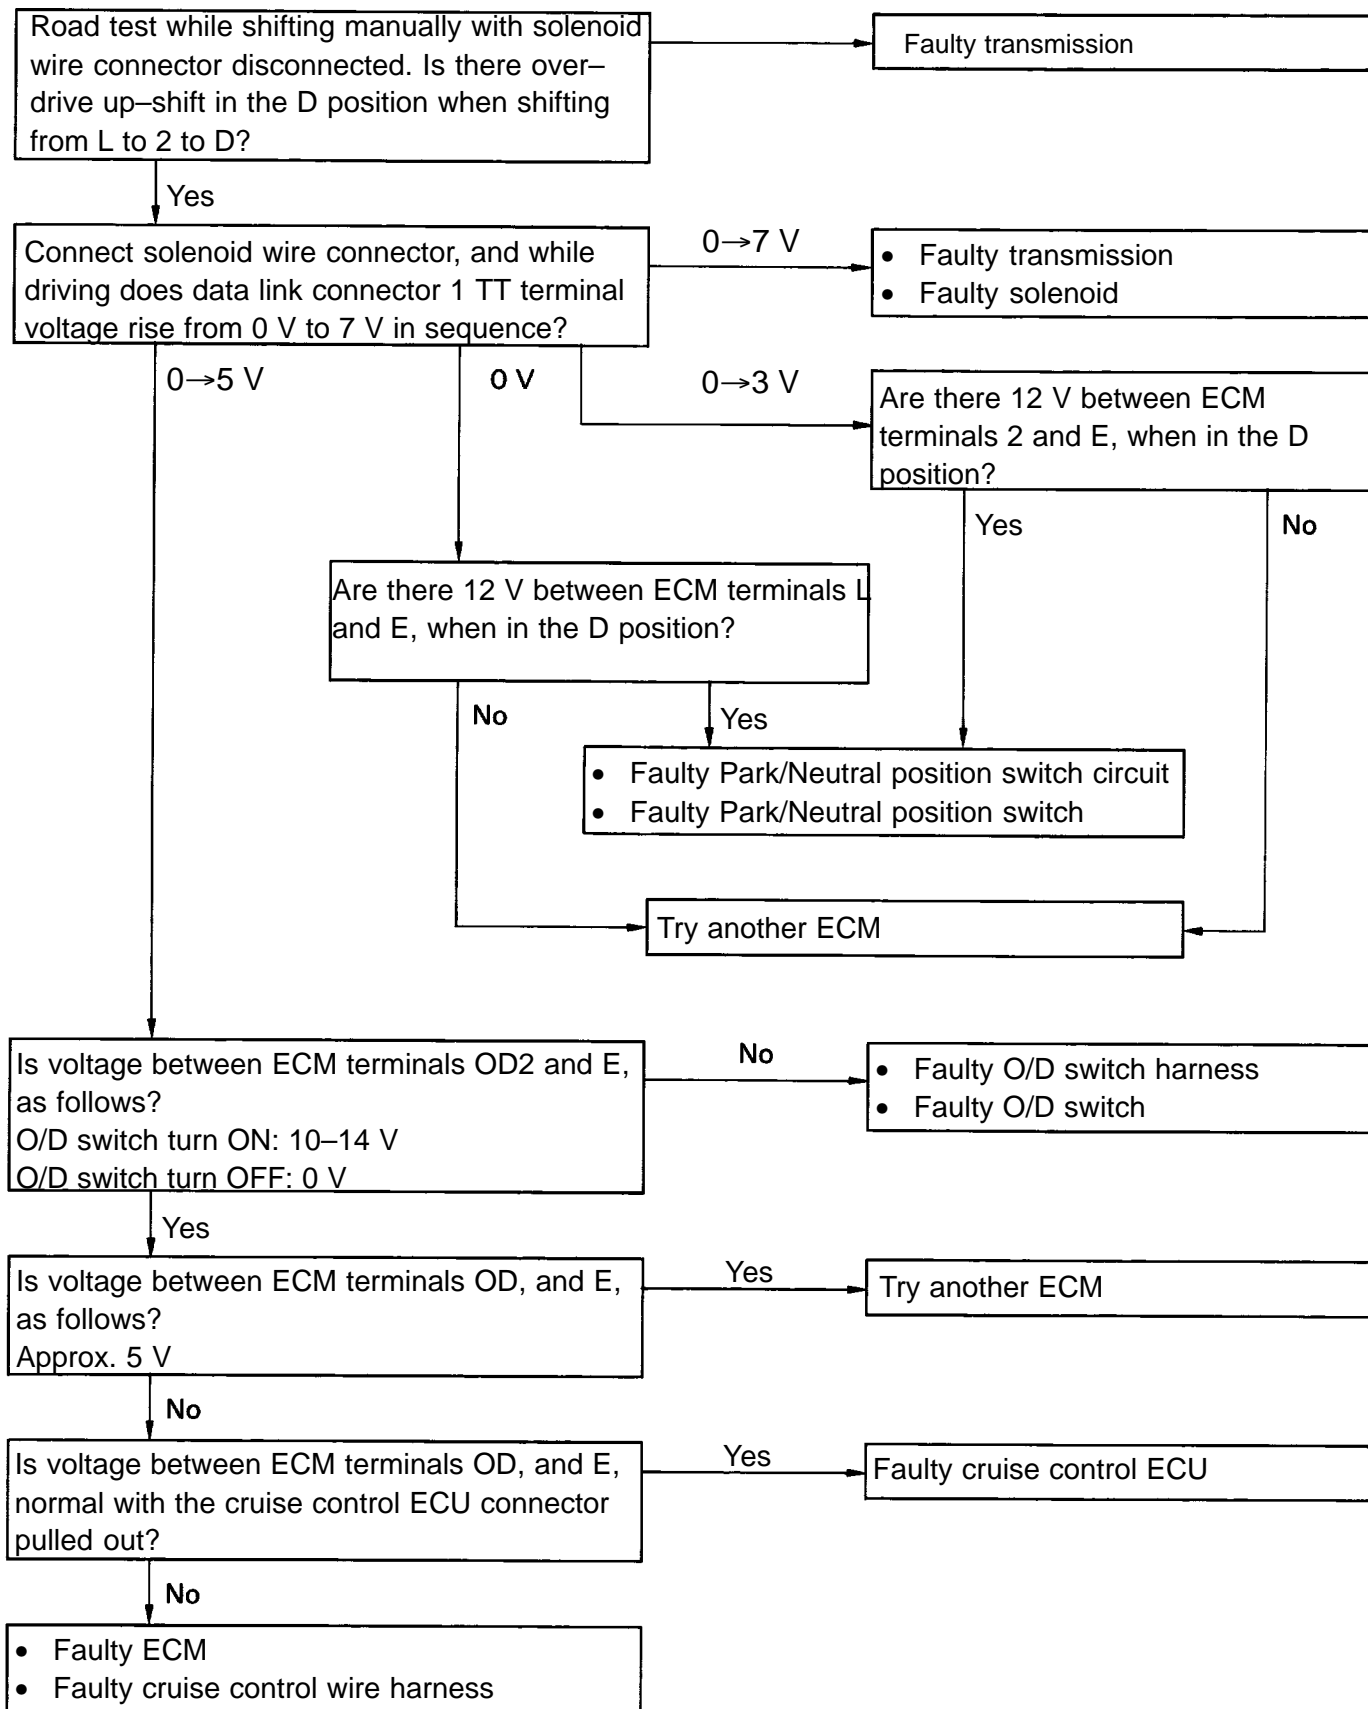 Road test while shifting manually with solenoid
wire connector disconnected. Is there over–
drive up–shift in the D position when shifting
from L to 2 to D?
Faulty transmission
Yes
Connect solenoid wire connector, and while
driving does data link connector 1 TT terminal
voltage rise from 0 V to 7 V in sequence?
0→7 V
• Faulty transmission
• Faulty solenoid
0→5 V
0 V
0→3 V
Are there 12 V between ECM
terminals 2 and E, when in the D
position?
Yes
No
Are there 12 V between ECM terminals L
and E, when in the D position?
No
Yes
• Faulty Park/Neutral position switch circuit
• Faulty Park/Neutral position switch
Try another ECM
Is voltage between ECM terminals OD2 and E,
as follows?
O/D switch turn ON: 10–14 V
O/D switch turn OFF: 0 V
No
• Faulty O/D switch harness
• Faulty O/D switch
Yes
Is voltage between ECM terminals OD, and E,
as follows?
Approx. 5 V
Yes
Try another ECM
No
Is voltage between ECM terminals OD, and E,
normal with the cruise control ECU connector
pulled out?
Yes
Faulty cruise control ECU
No
• Faulty ECM
• Faulty cruise control wire harness